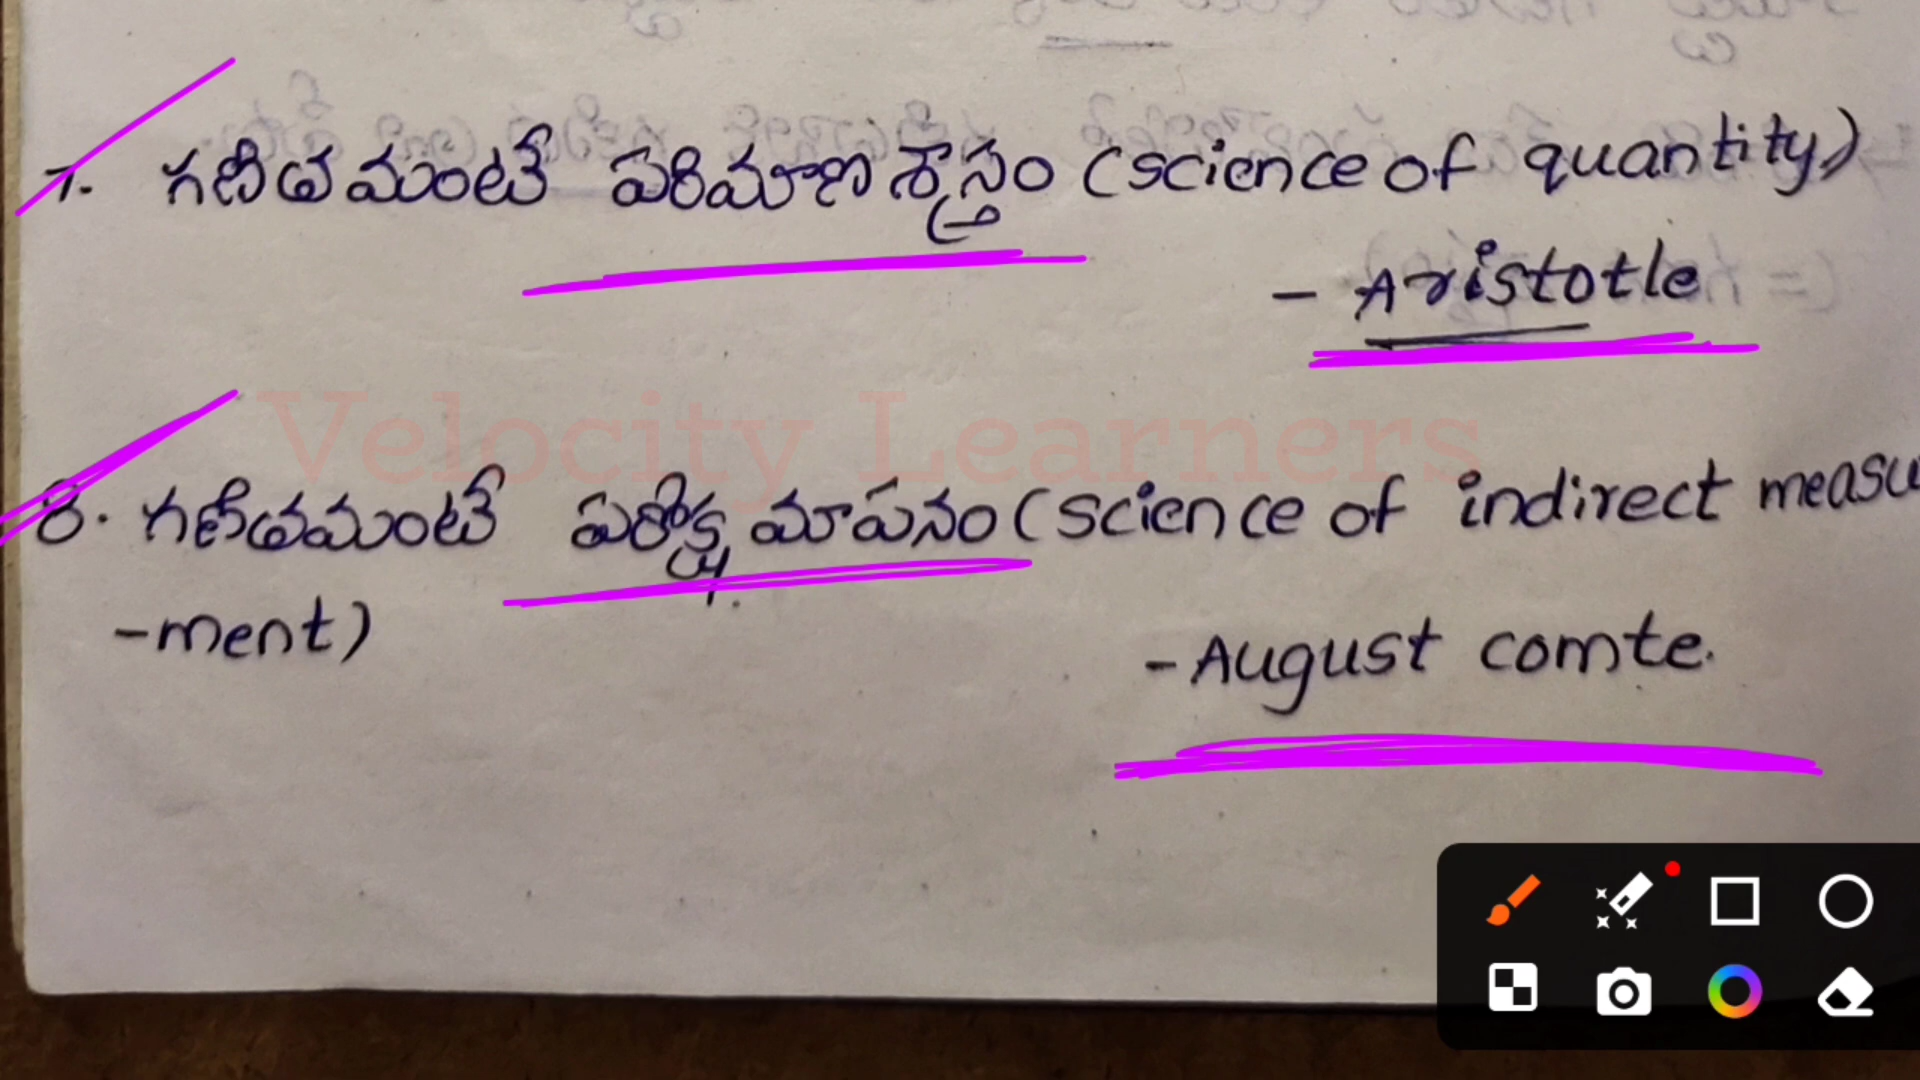 7. గణితమంటే పరిమాణ శాస్త్రం (science of quantity)
- Aristotle
Velocity Learners
8. గణితమంటే పరోక్ష మాపనం (science of indirect measu
-ment)
- August comte.